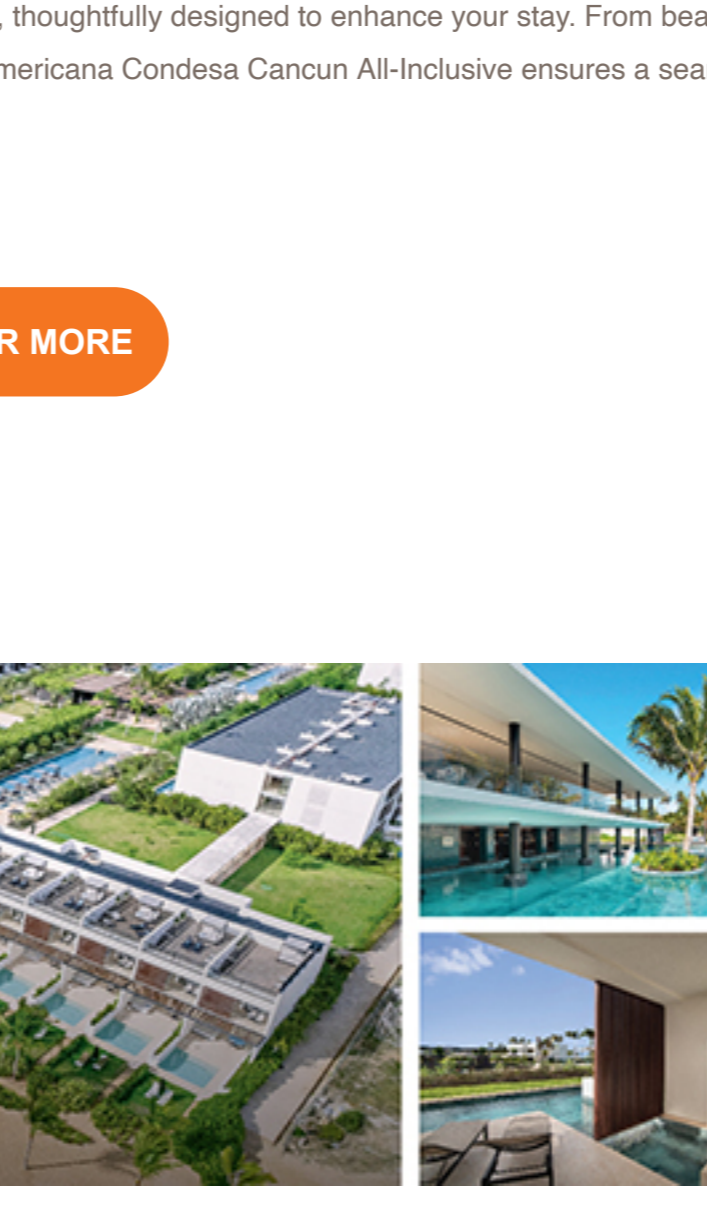 , thoughtfully designed to enhance your stay. From bea
mericana Condesa Cancun All-Inclusive ensures a sea
R MORE